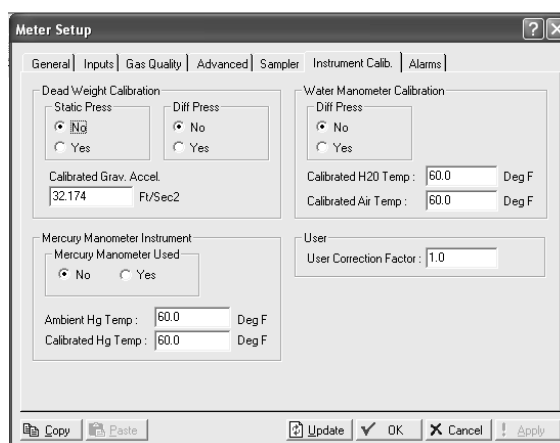 Meter Setup
General Inputs Gas Quality Advanced Sampler Instrument Calib. Alarms
Dead Weight Calibration
Static Press
No
Yes
Diff Press
No
Yes
Calibrated Grav. Accel.
32.174 Ft/Sec2
Water Manometer Calibration
Diff Press
No
Yes
Calibrated H20 Temp : 60.0 Deg F
Calibrated Air Temp : 60.0 Deg F
Mercury Manometer Instrument
Mercury Manometer Used
No Yes
Ambient Hg Temp : 60.0 Deg F
Calibrated Hg Temp : 60.0 Deg F
User
User Correction Factor : 1.0
Copy Paste Update OK Cancel Apply